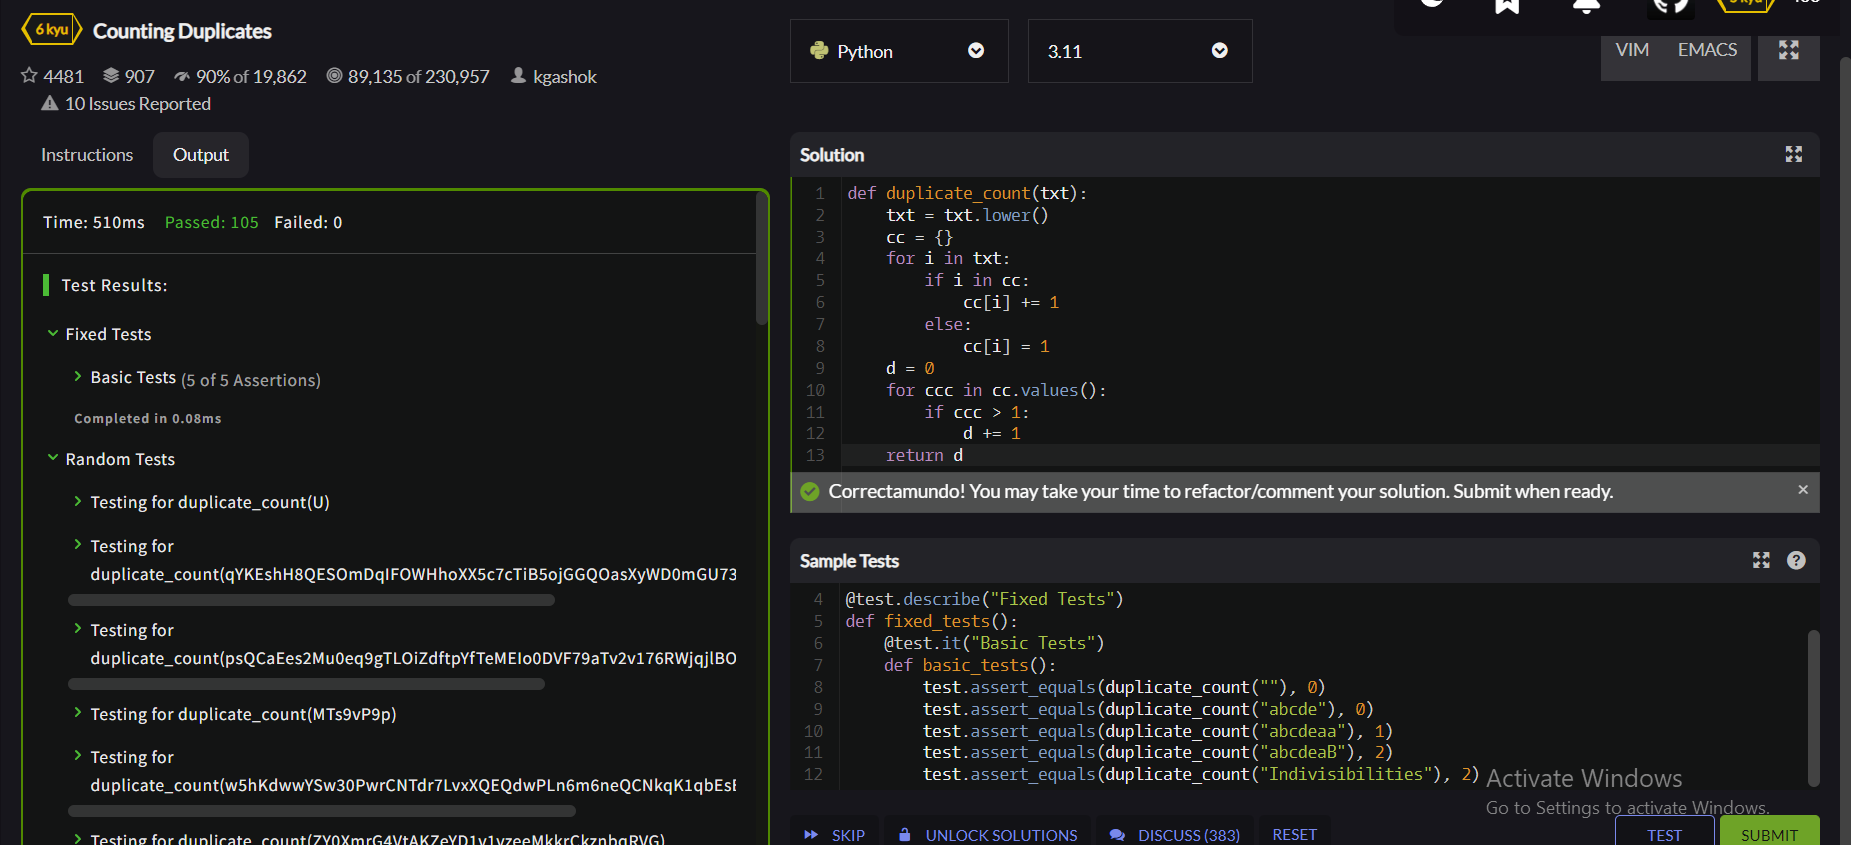 6 kyu Counting Duplicates
4481 907 90% of 19,862 89,135 of 230,957 kgashok
10 Issues Reported
Instructions Output
Time: 510ms Passed: 105 Failed: 0
Test Results:
Fixed Tests
Basic Tests (5 of 5 Assertions)
Completed in 0.08ms
Random Tests
Testing for duplicate_count(U)
Testing for
duplicate_count(qYKEshH8QESOmDqIFOWHhoXX5c7cTiB5ojGGQOasXyWD0mGU73
Testing for
duplicate_count(psQCaEes2Mu0eq9gTLOiZdftpYfTeMEIo0DVF79aTv2v176RWjqjlBO
Testing for duplicate_count(MTs9vP9p)
Testing for
duplicate_count(w5hKdwwYSw30PwrCNTdr7LvxXQEQdwPLn6m6neQCNkqK1qbEsE
Testing for duplicate_count(ZY0XmrG4VtAKZeYD1v1yzeeMkkrCkznbqRVG)
Python 3.11
VIM EMACS
Solution
1 def duplicate_count(txt):
2 txt = txt.lower()
3 cc = {}
4 for i in txt:
5 if i in cc:
6 cc[i] += 1
7 else:
8 cc[i] = 1
9 d = 0
10 for ccc in cc.values():
11 if ccc > 1:
12 d += 1
13 return d
Correctamundo! You may take your time to refactor/comment your solution. Submit when ready.
Sample Tests
4 @test.describe("Fixed Tests")
5 def fixed_tests():
6 @test.it("Basic Tests")
7 def basic_tests():
8 test.assert_equals(duplicate_count(""), 0)
9 test.assert_equals(duplicate_count("abcde"), 0)
10 test.assert_equals(duplicate_count("abcdeaa"), 1)
11 test.assert_equals(duplicate_count("abcdeaB"), 2)
12 test.assert_equals(duplicate_count("Indivisibilities"), 2)
Activate Windows
Go to Settings to activate Windows.
SKIP UNLOCK SOLUTIONS DISCUSS (383) RESET TEST SUBMIT